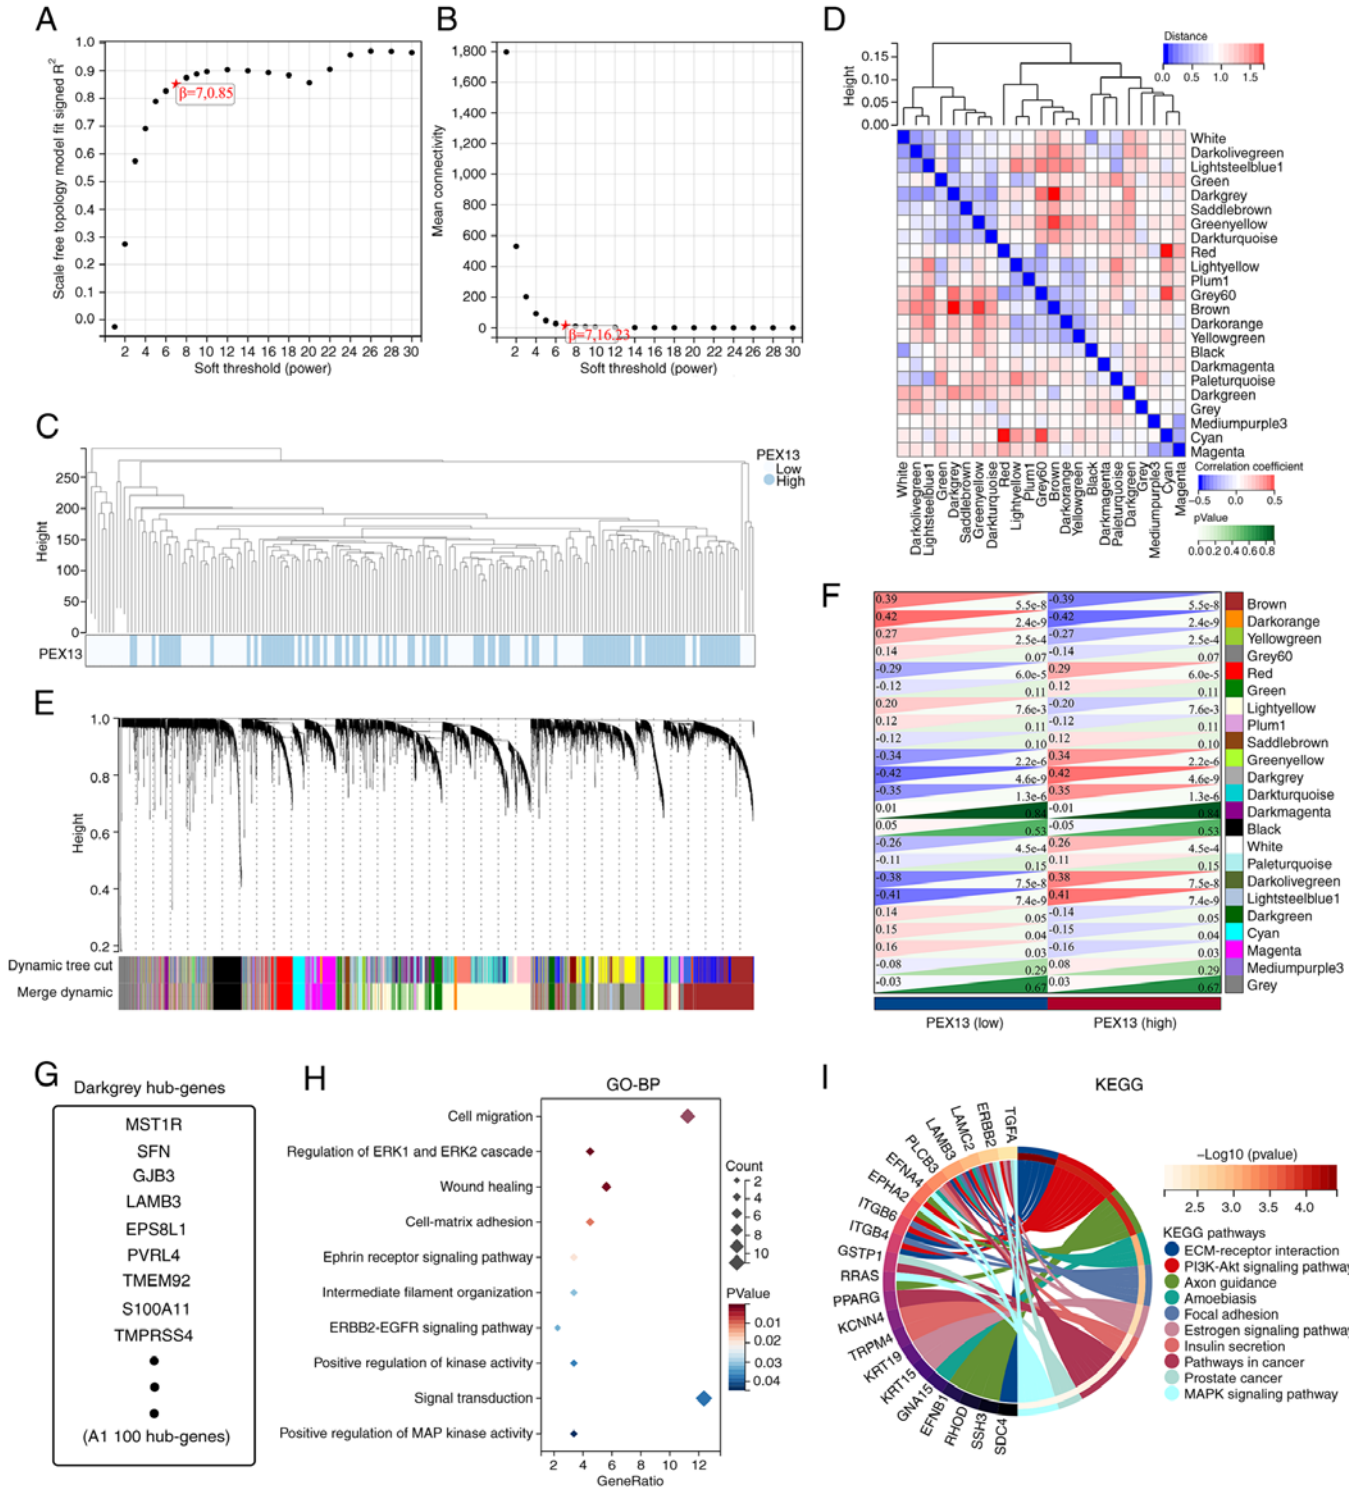 A
Scale free topology model fit signed R²
1.0
0.9
0.8
0.7
0.6
0.5
0.4
0.3
0.2
0.1
0.0
β=7,0.85
2 4 6 8 10 12 14 16 18 20 22 24 26 28 30
Soft threshold (power)
B
Mean connectivity
1,800
1,600
1,400
1,200
1,000
800
600
400
200
0
β=7,16.23
2 4 6 8 10 12 14 16 18 20 22 24 26 28 30
Soft threshold (power)
C
Height
250
200
150
100
50
0
PEX13
Low
High
PEX13
D
Height
0.15
0.10
0.05
0.00
Distance
0.0 0.5 1.0 1.5
White
Darkolivegreen
Lightsteelblue1
Green
Darkgrey
Saddlebrown
Greenyellow
Darkturquoise
Red
Lightyellow
Plum1
Grey60
Brown
Darkorange
Yellowgreen
Black
Darkmagenta
Paleturquoise
Darkgreen
Grey
Mediumpurple3
Cyan
Magenta
White
Darkolivegreen
Lightsteelblue1
Green
Darkgrey
Saddlebrown
Greenyellow
Darkturquoise
Red
Lightyellow
Plum1
Grey60
Brown
Darkorange
Yellowgreen
Black
Darkmagenta
Paleturquoise
Darkgreen
Grey
Mediumpurple3
Cyan
Magenta
Correlation coefficient
−0.5 0.0 0.5
pValue
0.0 0.2 0.4 0.6 0.8
E
Height
1.0
0.8
0.6
0.4
0.2
Dynamic tree cut
Merge dynamic
F
0.39 5.5e-8 -0.39 5.5e-8 Brown
0.42 2.4e-9 -0.42 2.4e-9 Darkorange
0.27 2.5e-4 -0.27 2.5e-4 Yellowgreen
0.14 0.07 -0.14 0.07 Grey60
-0.29 6.0e-5 0.29 6.0e-5 Red
-0.12 0.11 0.12 0.11 Green
0.20 7.6e-3 -0.20 7.6e-3 Lightyellow
0.12 0.11 -0.12 0.11 Plum1
-0.12 0.10 0.12 0.10 Saddlebrown
-0.34 2.2e-6 0.34 2.2e-6 Greenyellow
-0.42 4.6e-9 0.42 4.6e-9 Darkgrey
-0.35 1.3e-6 0.35 1.3e-6 Darkturquoise
0.01 0.84 -0.01 0.84 Darkmagenta
0.05 0.53 -0.05 0.53 Black
-0.26 4.5e-4 0.26 4.5e-4 White
-0.11 0.15 0.11 0.15 Paleturquoise
-0.38 7.5e-8 0.38 7.5e-8 Darkolivegreen
-0.41 7.4e-9 0.41 7.4e-9 Lightsteelblue1
0.14 0.05 -0.14 0.05 Darkgreen
0.15 0.04 -0.15 0.04 Cyan
0.16 0.03 -0.16 0.03 Magenta
-0.08 0.29 0.08 0.29 Mediumpurple3
-0.03 0.67 0.03 0.67 Grey
PEX13 (low) PEX13 (high)
G
Darkgrey hub-genes
MST1R
SFN
GJB3
LAMB3
EPS8L1
PVRL4
TMEM92
S100A11
TMPRSS4
(A1 100 hub-genes)
H
GO-BP
Cell migration
Regulation of ERK1 and ERK2 cascade
Wound healing
Cell-matrix adhesion
Ephrin receptor signaling pathway
Intermediate filament organization
ERBB2-EGFR signaling pathway
Positive regulation of kinase activity
Signal transduction
Positive regulation of MAP kinase activity
2 4 6 8 10 12
GeneRatio
Count
2
4
6
8
10
PValue
0.01
0.02
0.03
0.04
I
KEGG
TGFA
ERBB2
LAMC2
LAMB3
PLCB3
EFNA4
EPHA2
ITGB6
ITGB4
GSTP1
RRAS
PPARG
KCNN4
TRPM4
KRT19
KRT15
GNA15
EFNB1
RHOD
SSH3
SDC4
−Log10 (pvalue)
2.5 3.0 3.5 4.0
KEGG pathways
ECM-receptor interaction
PI3K-Akt signaling pathway
Axon guidance
Amoebiasis
Focal adhesion
Estrogen signaling pathway
Insulin secretion
Pathways in cancer
Prostate cancer
MAPK signaling pathway